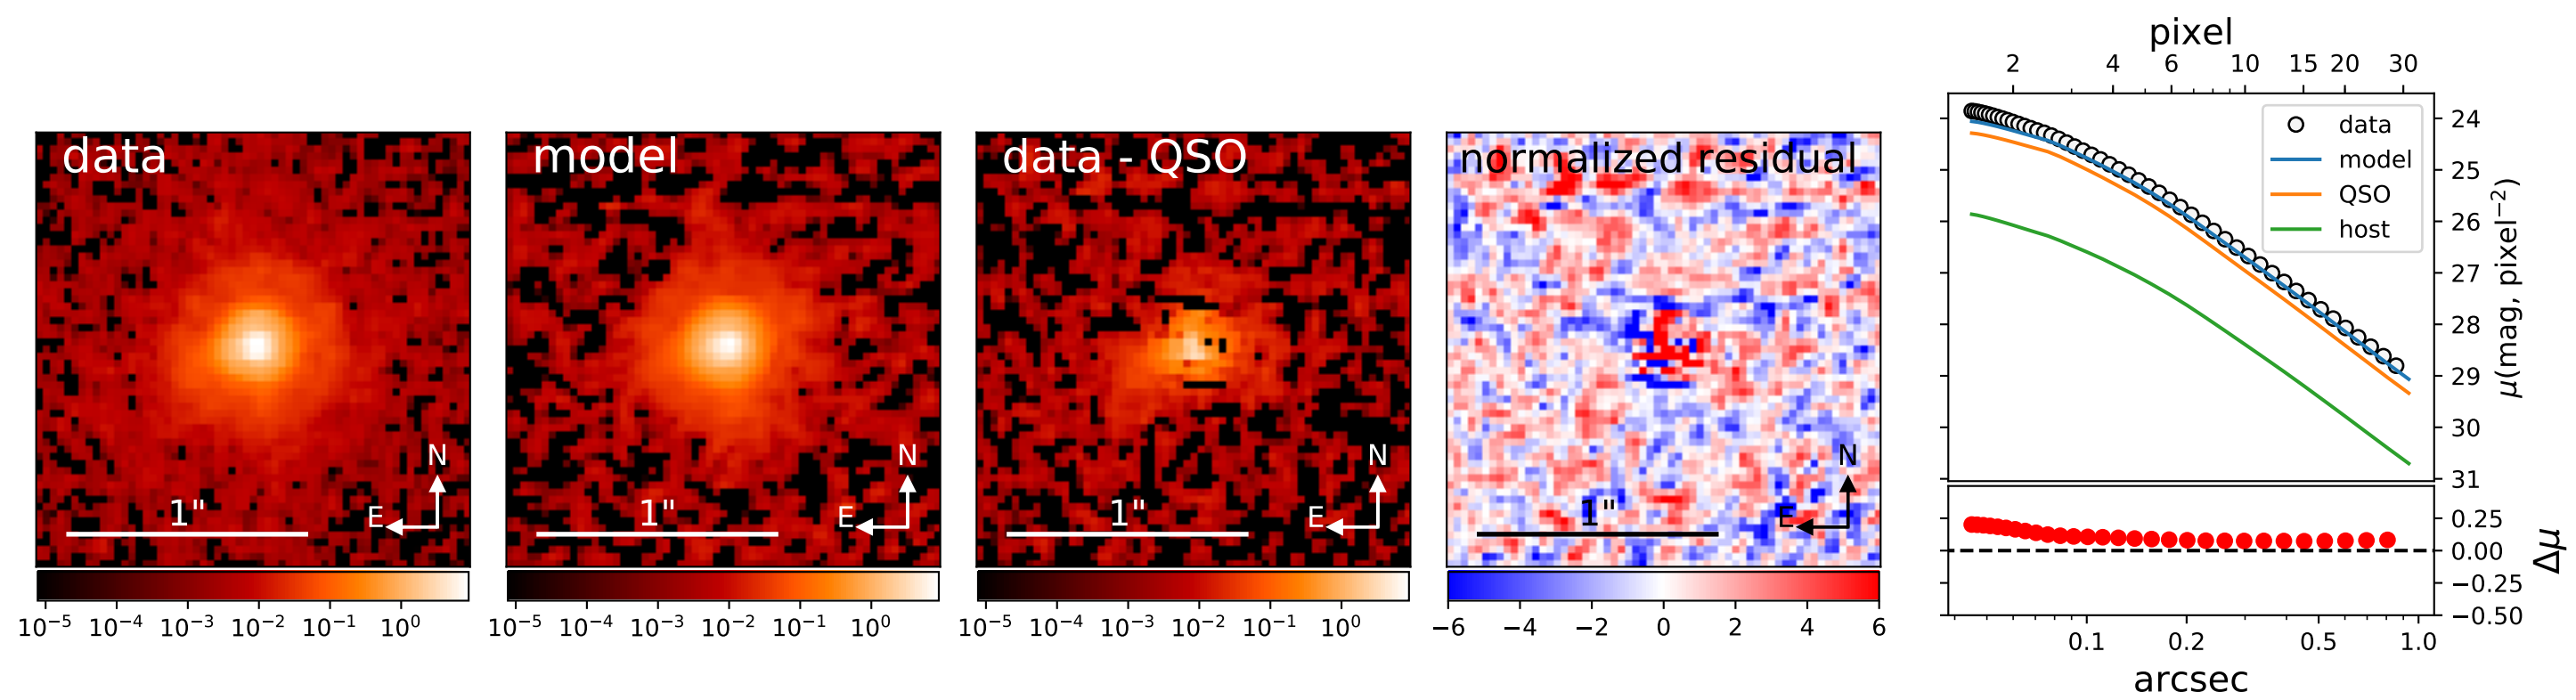 data
N
E
1"
10⁻⁵ 10⁻⁴ 10⁻³ 10⁻² 10⁻¹ 10⁰
model
N
E
1"
10⁻⁵ 10⁻⁴ 10⁻³ 10⁻² 10⁻¹ 10⁰
data - QSO
N
E
1"
10⁻⁵ 10⁻⁴ 10⁻³ 10⁻² 10⁻¹ 10⁰
normalized residual
N
E
1"
−6 −4 −2 0 2 4 6
pixel
2 4 6 10 15 20 30
data
model
QSO
host
24
25
26
27
28
29
30
31
μ(mag, pixel⁻²)
0.25
0.00
−0.25
−0.50
Δμ
0.1 0.2 0.5 1.0
arcsec